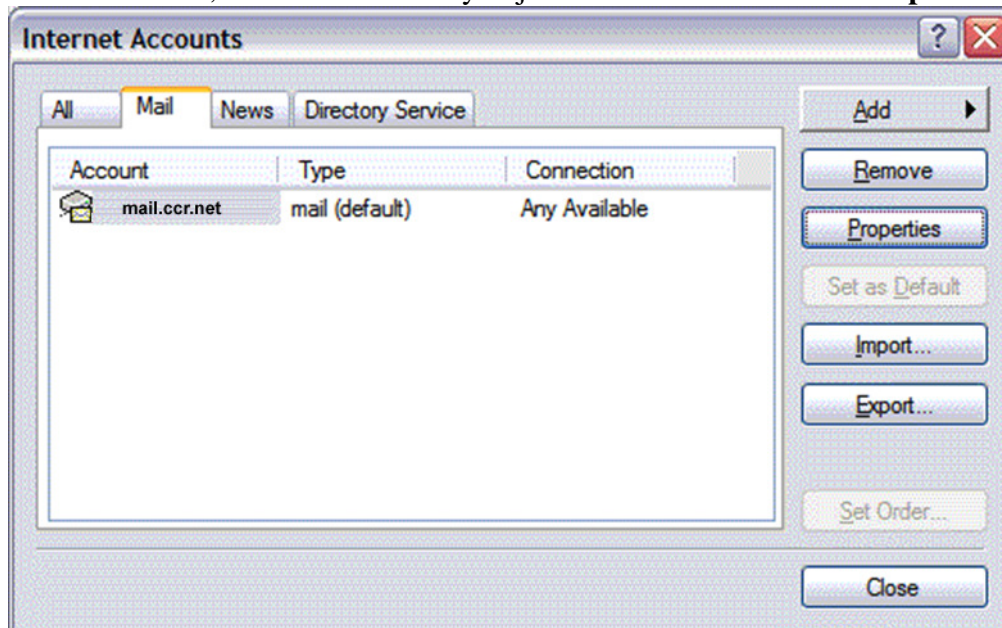 Internet Accounts
All Mail News Directory Service
Add
Account Type Connection
Remove
mail.ccr.net mail (default) Any Available
Properties
Set as Default
Import...
Export...
Set Order...
Close